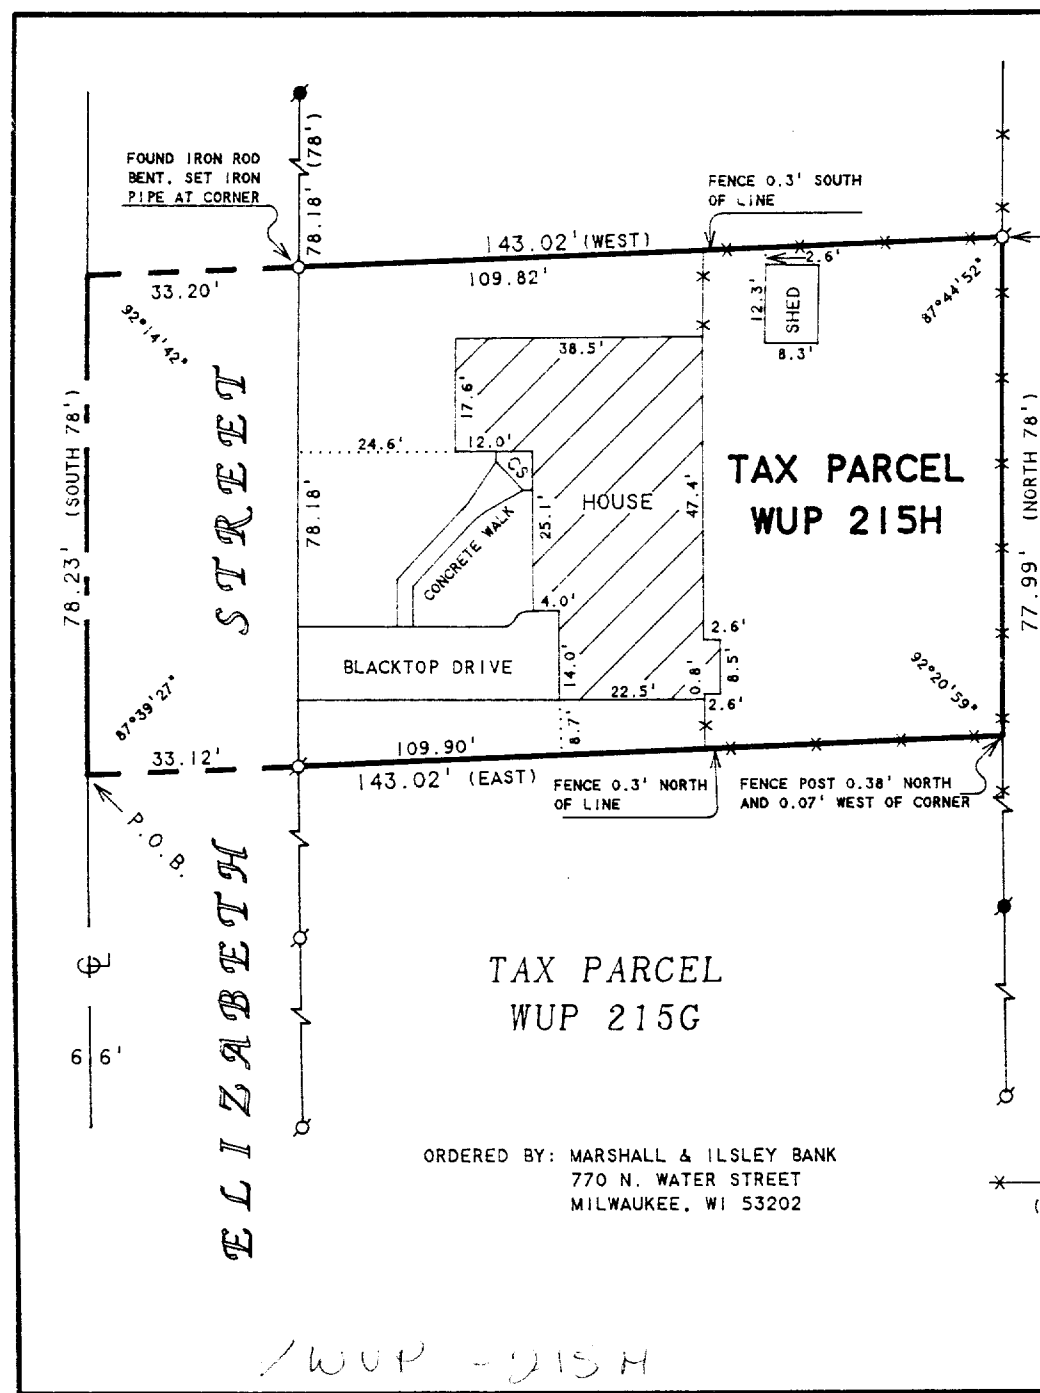 FOUND IRON ROD
BENT, SET IRON
PIPE AT CORNER
78.18' (78')
FENCE 0.3' SOUTH
OF LINE
143.02' (WEST)
109.82'
33.20'
92°14'42"
2.6'
12.3'
SHED
8.3'
87°44'52"
38.5'
17.6'
24.6'
12.0'
CS
HOUSE
47.4'
25.1'
CONCRETE WALK
78.18'
TAX PARCEL
WUP 215H
78.23' (SOUTH 78')
77.99' (NORTH 78')
STREET
4.0'
BLACKTOP DRIVE
14.0'
22.5'
0.8'
2.6'
8.5'
2.6'
92°20'59"
87°39'27"
33.12'
109.90'
8.7'
143.02' (EAST)
FENCE 0.3' NORTH
OF LINE
FENCE POST 0.38' NORTH
AND 0.07' WEST OF CORNER
P.O.B.
ELIZABETH
66'
TAX PARCEL
WUP 215G
ORDERED BY: MARSHALL & ILSLEY BANK
770 N. WATER STREET
MILWAUKEE, WI 53202
(
WUP - 215H